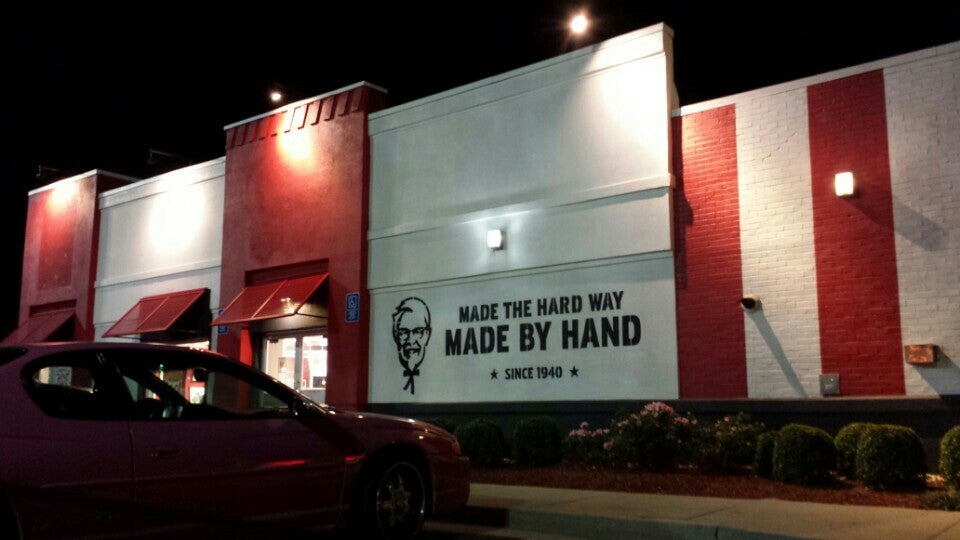 MADE THE HARD WAY
MADE BY HAND
★ SINCE 1940 ★